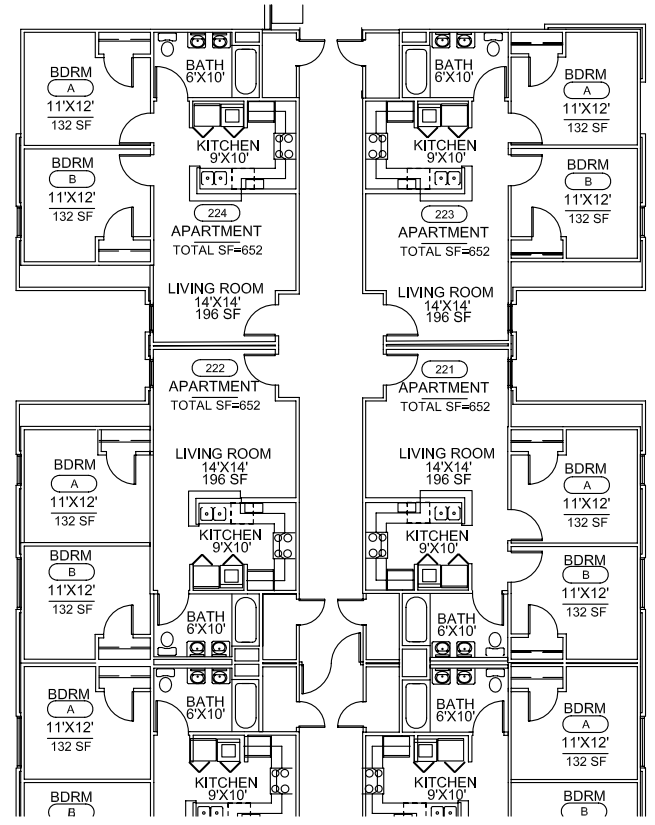 BDRM
A
11'X12'
132 SF
BATH
6'X10'
BATH
6'X10'
BDRM
A
11'X12'
132 SF
KITCHEN
9'X10'
KITCHEN
9'X10'
BDRM
B
11'X12'
132 SF
BDRM
B
11'X12'
132 SF
224
APARTMENT
TOTAL SF=652
223
APARTMENT
TOTAL SF=652
LIVING ROOM
14'X14'
196 SF
LIVING ROOM
14'X14'
196 SF
222
APARTMENT
TOTAL SF=652
221
APARTMENT
TOTAL SF=652
LIVING ROOM
14'X14'
196 SF
LIVING ROOM
14'X14'
196 SF
BDRM
A
11'X12'
132 SF
BDRM
A
11'X12'
132 SF
KITCHEN
9'X10'
KITCHEN
9'X10'
BDRM
B
11'X12'
132 SF
BDRM
B
11'X12'
132 SF
BATH
6'X10'
BATH
6'X10'
BDRM
A
11'X12'
132 SF
BATH
6'X10'
BATH
6'X10'
BDRM
A
11'X12'
132 SF
KITCHEN
9'X10'
KITCHEN
9'X10'
BDRM
B
BDRM
B